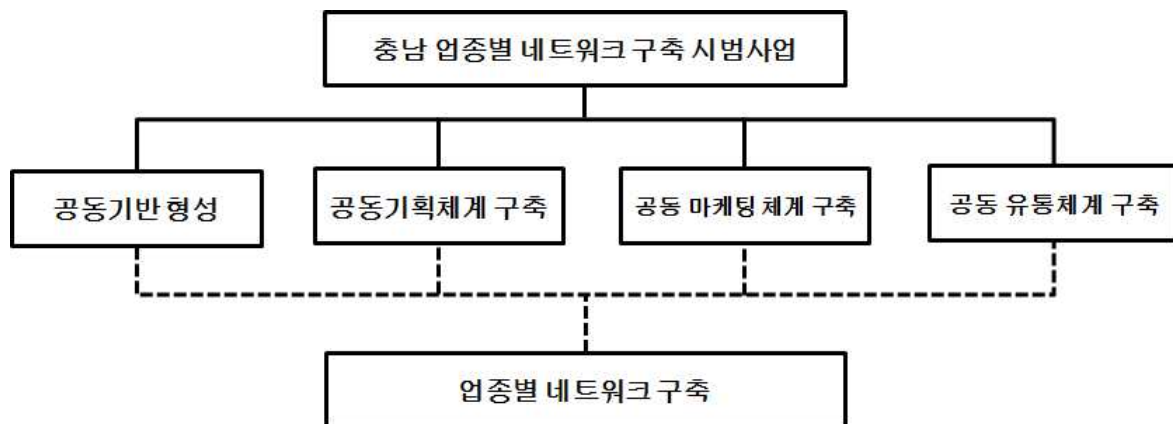 충남 업종별 네트워크 구축 시범사업
공동기반 형성
공동기획체계 구축
공동 마케팅 체계 구축
공동 유통체계 구축
업종별 네트워크 구축